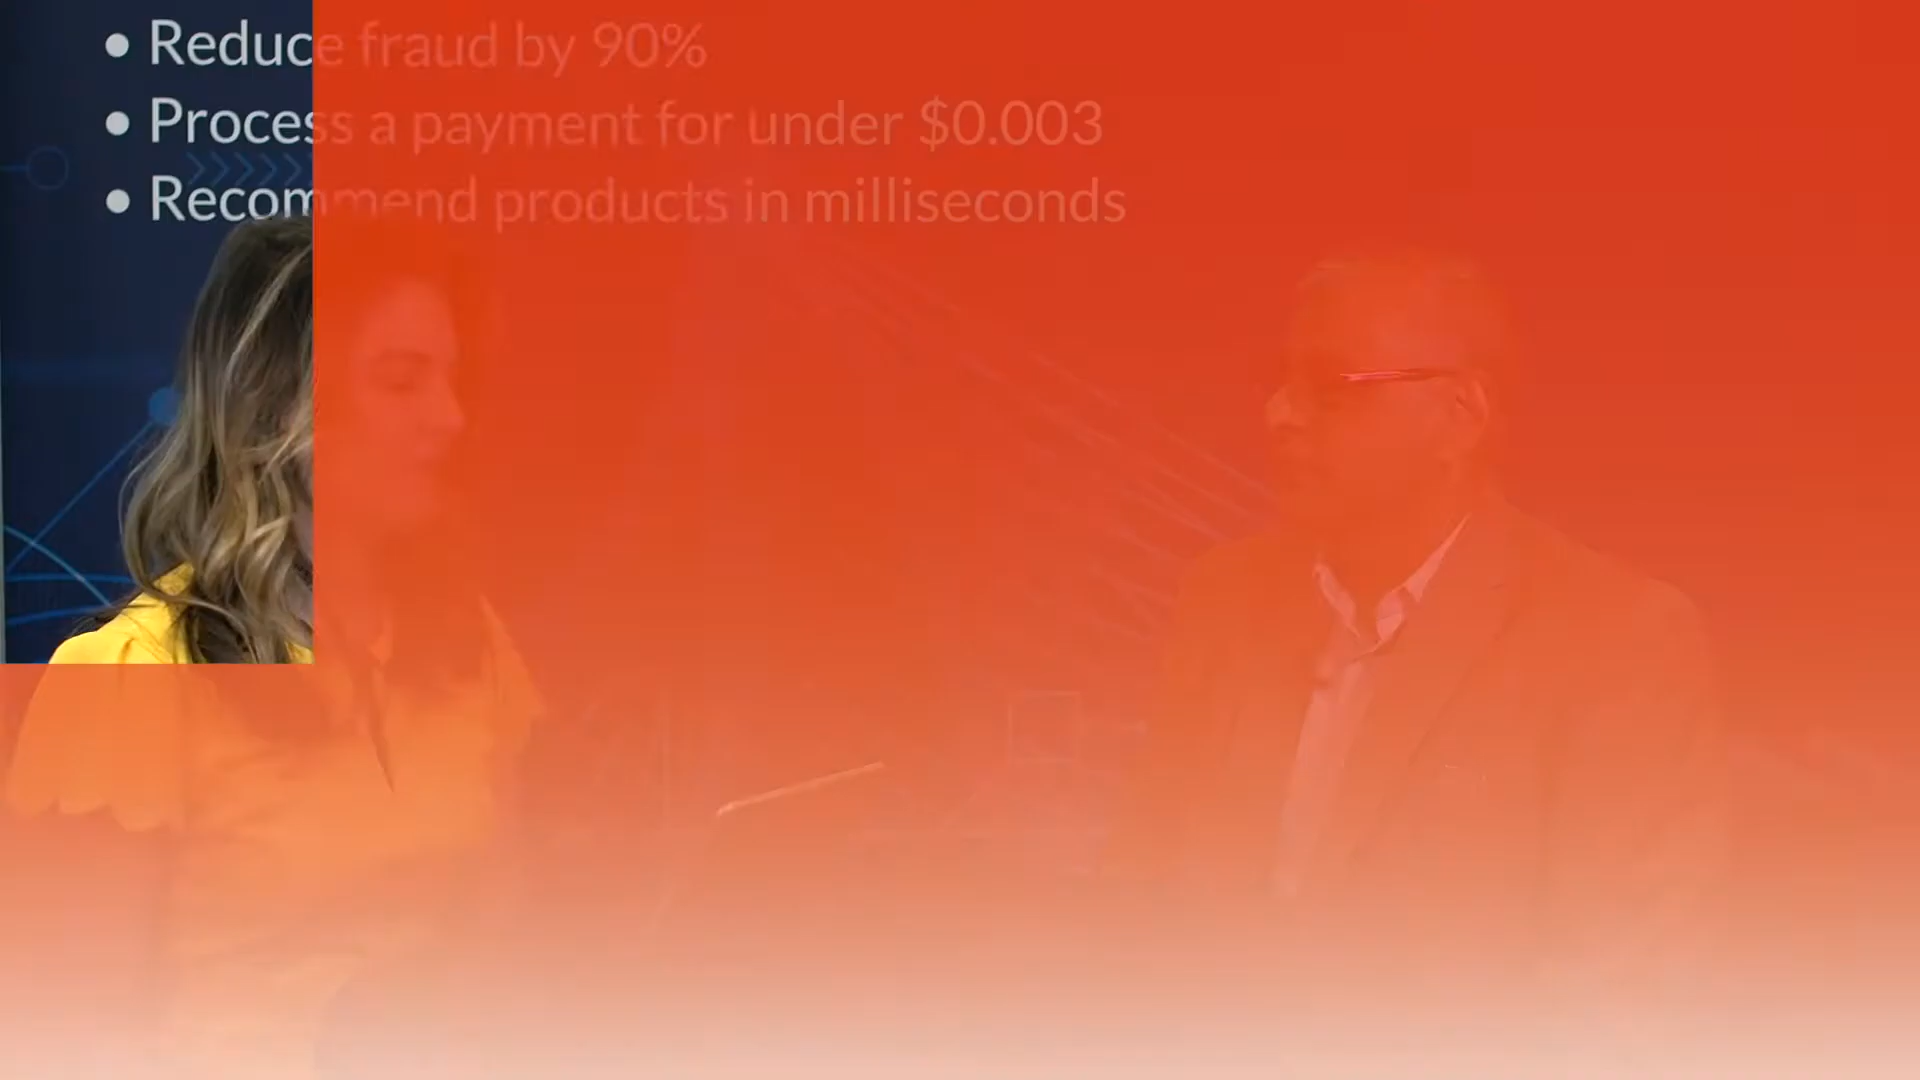 • Reduce fraud by 90%
• Process a payment for under $0.003
• Recommend products in milliseconds